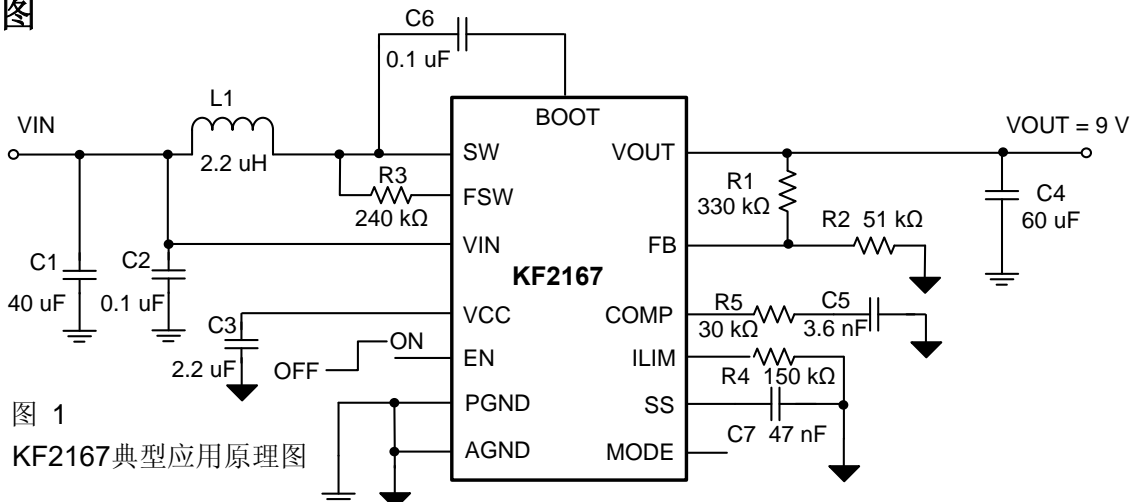 图
C6
0.1 uF
L1
VIN
2.2 uH
BOOT
VOUT = 9 V
SW
VOUT
R3
240 kΩ
FSW
R1
330 kΩ
C4
60 uF
R2 51 kΩ
VIN
FB
C1
40 uF
C2
0.1 uF
KF2167
VCC
COMP
R5
30 kΩ
C5
3.6 nF
C3
2.2 uF
OFF
ON
EN
ILIM
R4 150 kΩ
PGND
SS
C7 47 nF
AGND
MODE
图 1
KF2167典型应用原理图